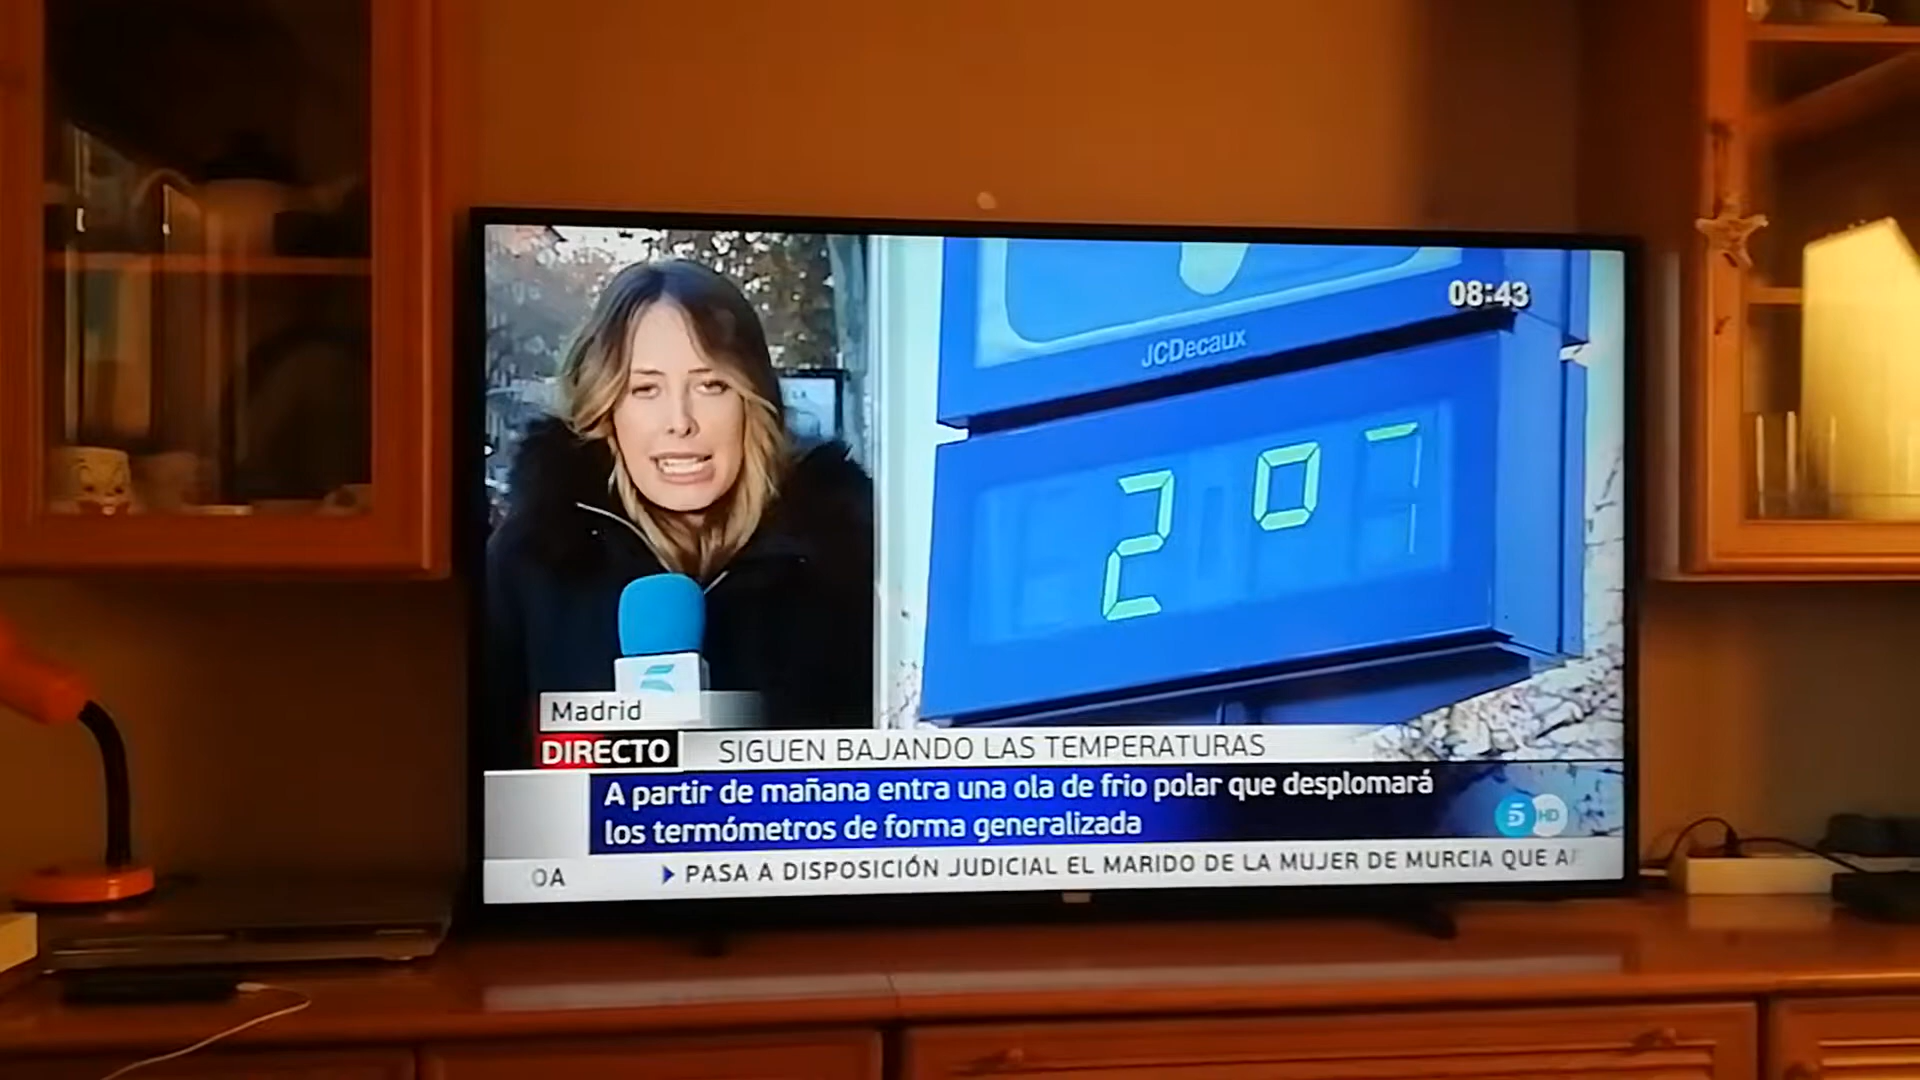 08:43
JCDecaux
2º
5
Madrid
DIRECTO
SIGUEN BAJANDO LAS TEMPERATURAS
A partir de mañana entra una ola de frio polar que desplomará
los termómetros de forma generalizada
5 HD
OA
PASA A DISPOSICIÓN JUDICIAL EL MARIDO DE LA MUJER DE MURCIA QUE